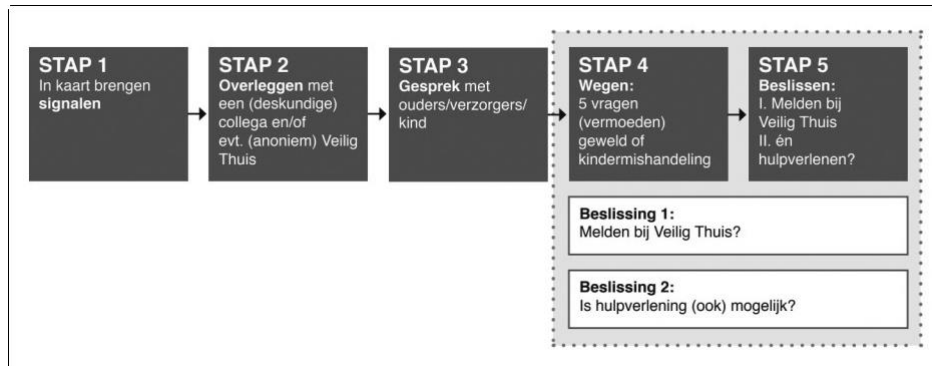 STAP 1
In kaart brengen
signalen
STAP 2
Overleggen met
een (deskundige)
collega en/of
evt. (anoniem) Veilig
Thuis
STAP 3
Gesprek met
ouders/verzorgers/
kind
STAP 4
Wegen:
5 vragen
(vermoeden)
geweld of
kindermishandeling
STAP 5
Beslissen:
I. Melden bij
Veilig Thuis
II. én
hulpverlenen?
Beslissing 1:
Melden bij Veilig Thuis?
Beslissing 2:
Is hulpverlening (ook) mogelijk?